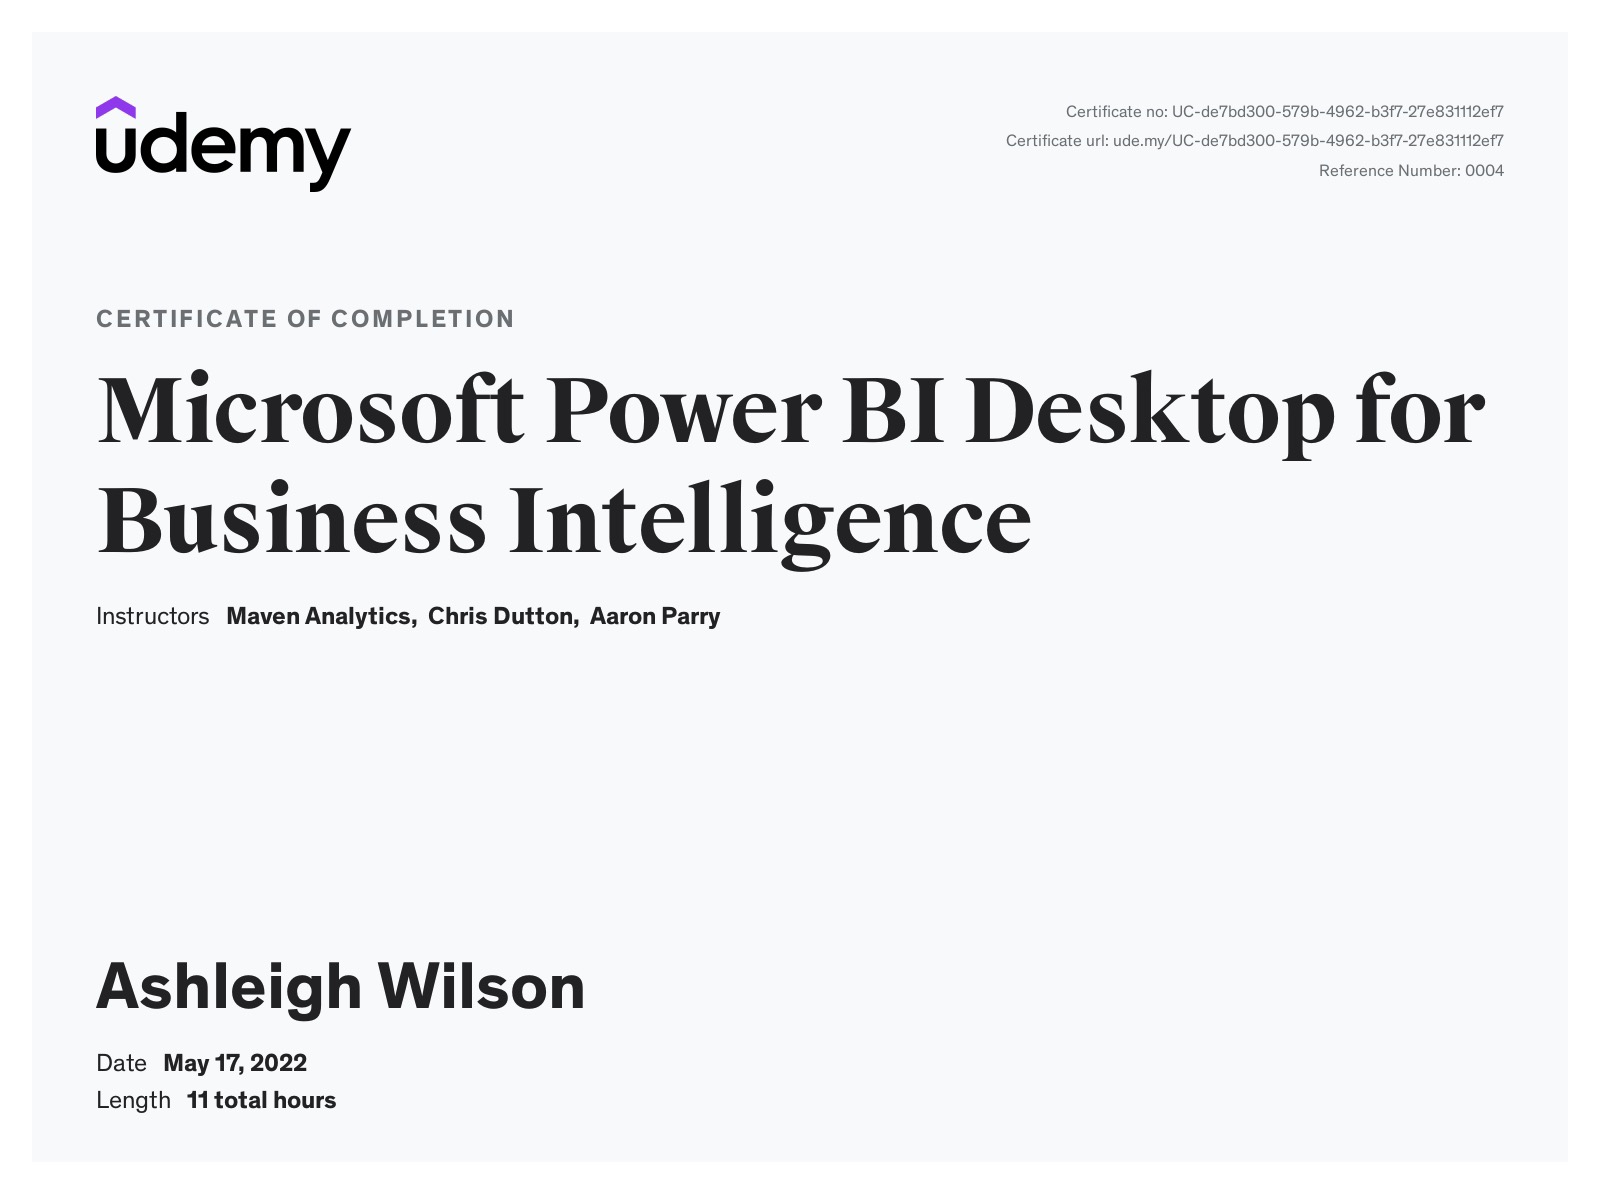 udemy
Certificate no: UC-de7bd300-579b-4962-b3f7-27e831112ef7
Certificate url: ude.my/UC-de7bd300-579b-4962-b3f7-27e831112ef7
Reference Number: 0004
CERTIFICATE OF COMPLETION
Microsoft Power BI Desktop for
Business Intelligence
Instructors Maven Analytics, Chris Dutton, Aaron Parry
Ashleigh Wilson
Date May 17, 2022
Length 11 total hours